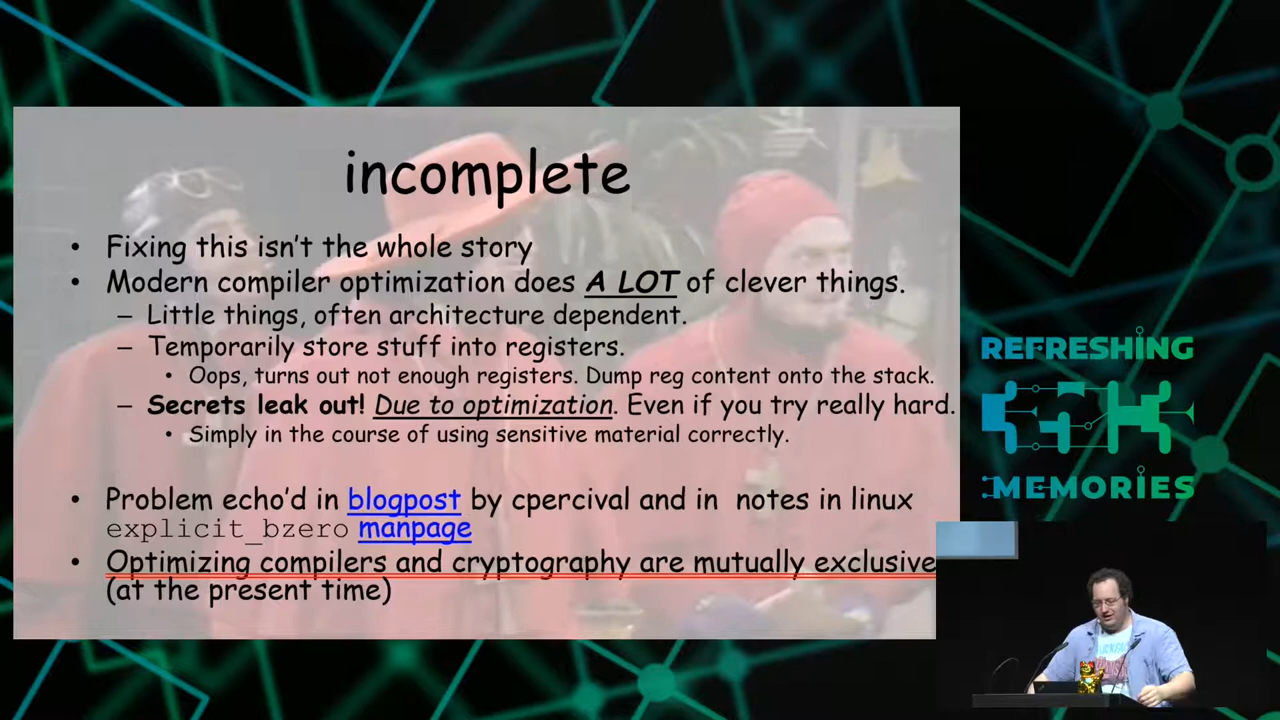 incomplete
• Fixing this isn't the whole story
• Modern compiler optimization does A LOT of clever things.
– Little things, often architecture dependent.
– Temporarily store stuff into registers.
• Oops, turns out not enough registers. Dump reg content onto the stack.
– Secrets leak out! Due to optimization. Even if you try really hard.
• Simply in the course of using sensitive material correctly.
• Problem echo'd in blogpost by cpercival and in notes in linux
explicit_bzero manpage
• Optimizing compilers and cryptography are mutually exclusive
(at the present time)
REFRESHING
MEMORIES